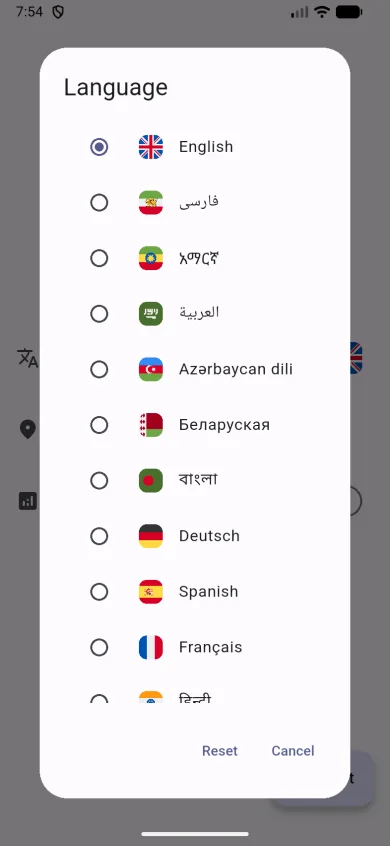 7:54
Language
English
فارسی
አማርኛ
العربية
Azərbaycan dili
Беларуская
বাংলা
Deutsch
Spanish
Français
हिन्दी
Reset
Cancel
t